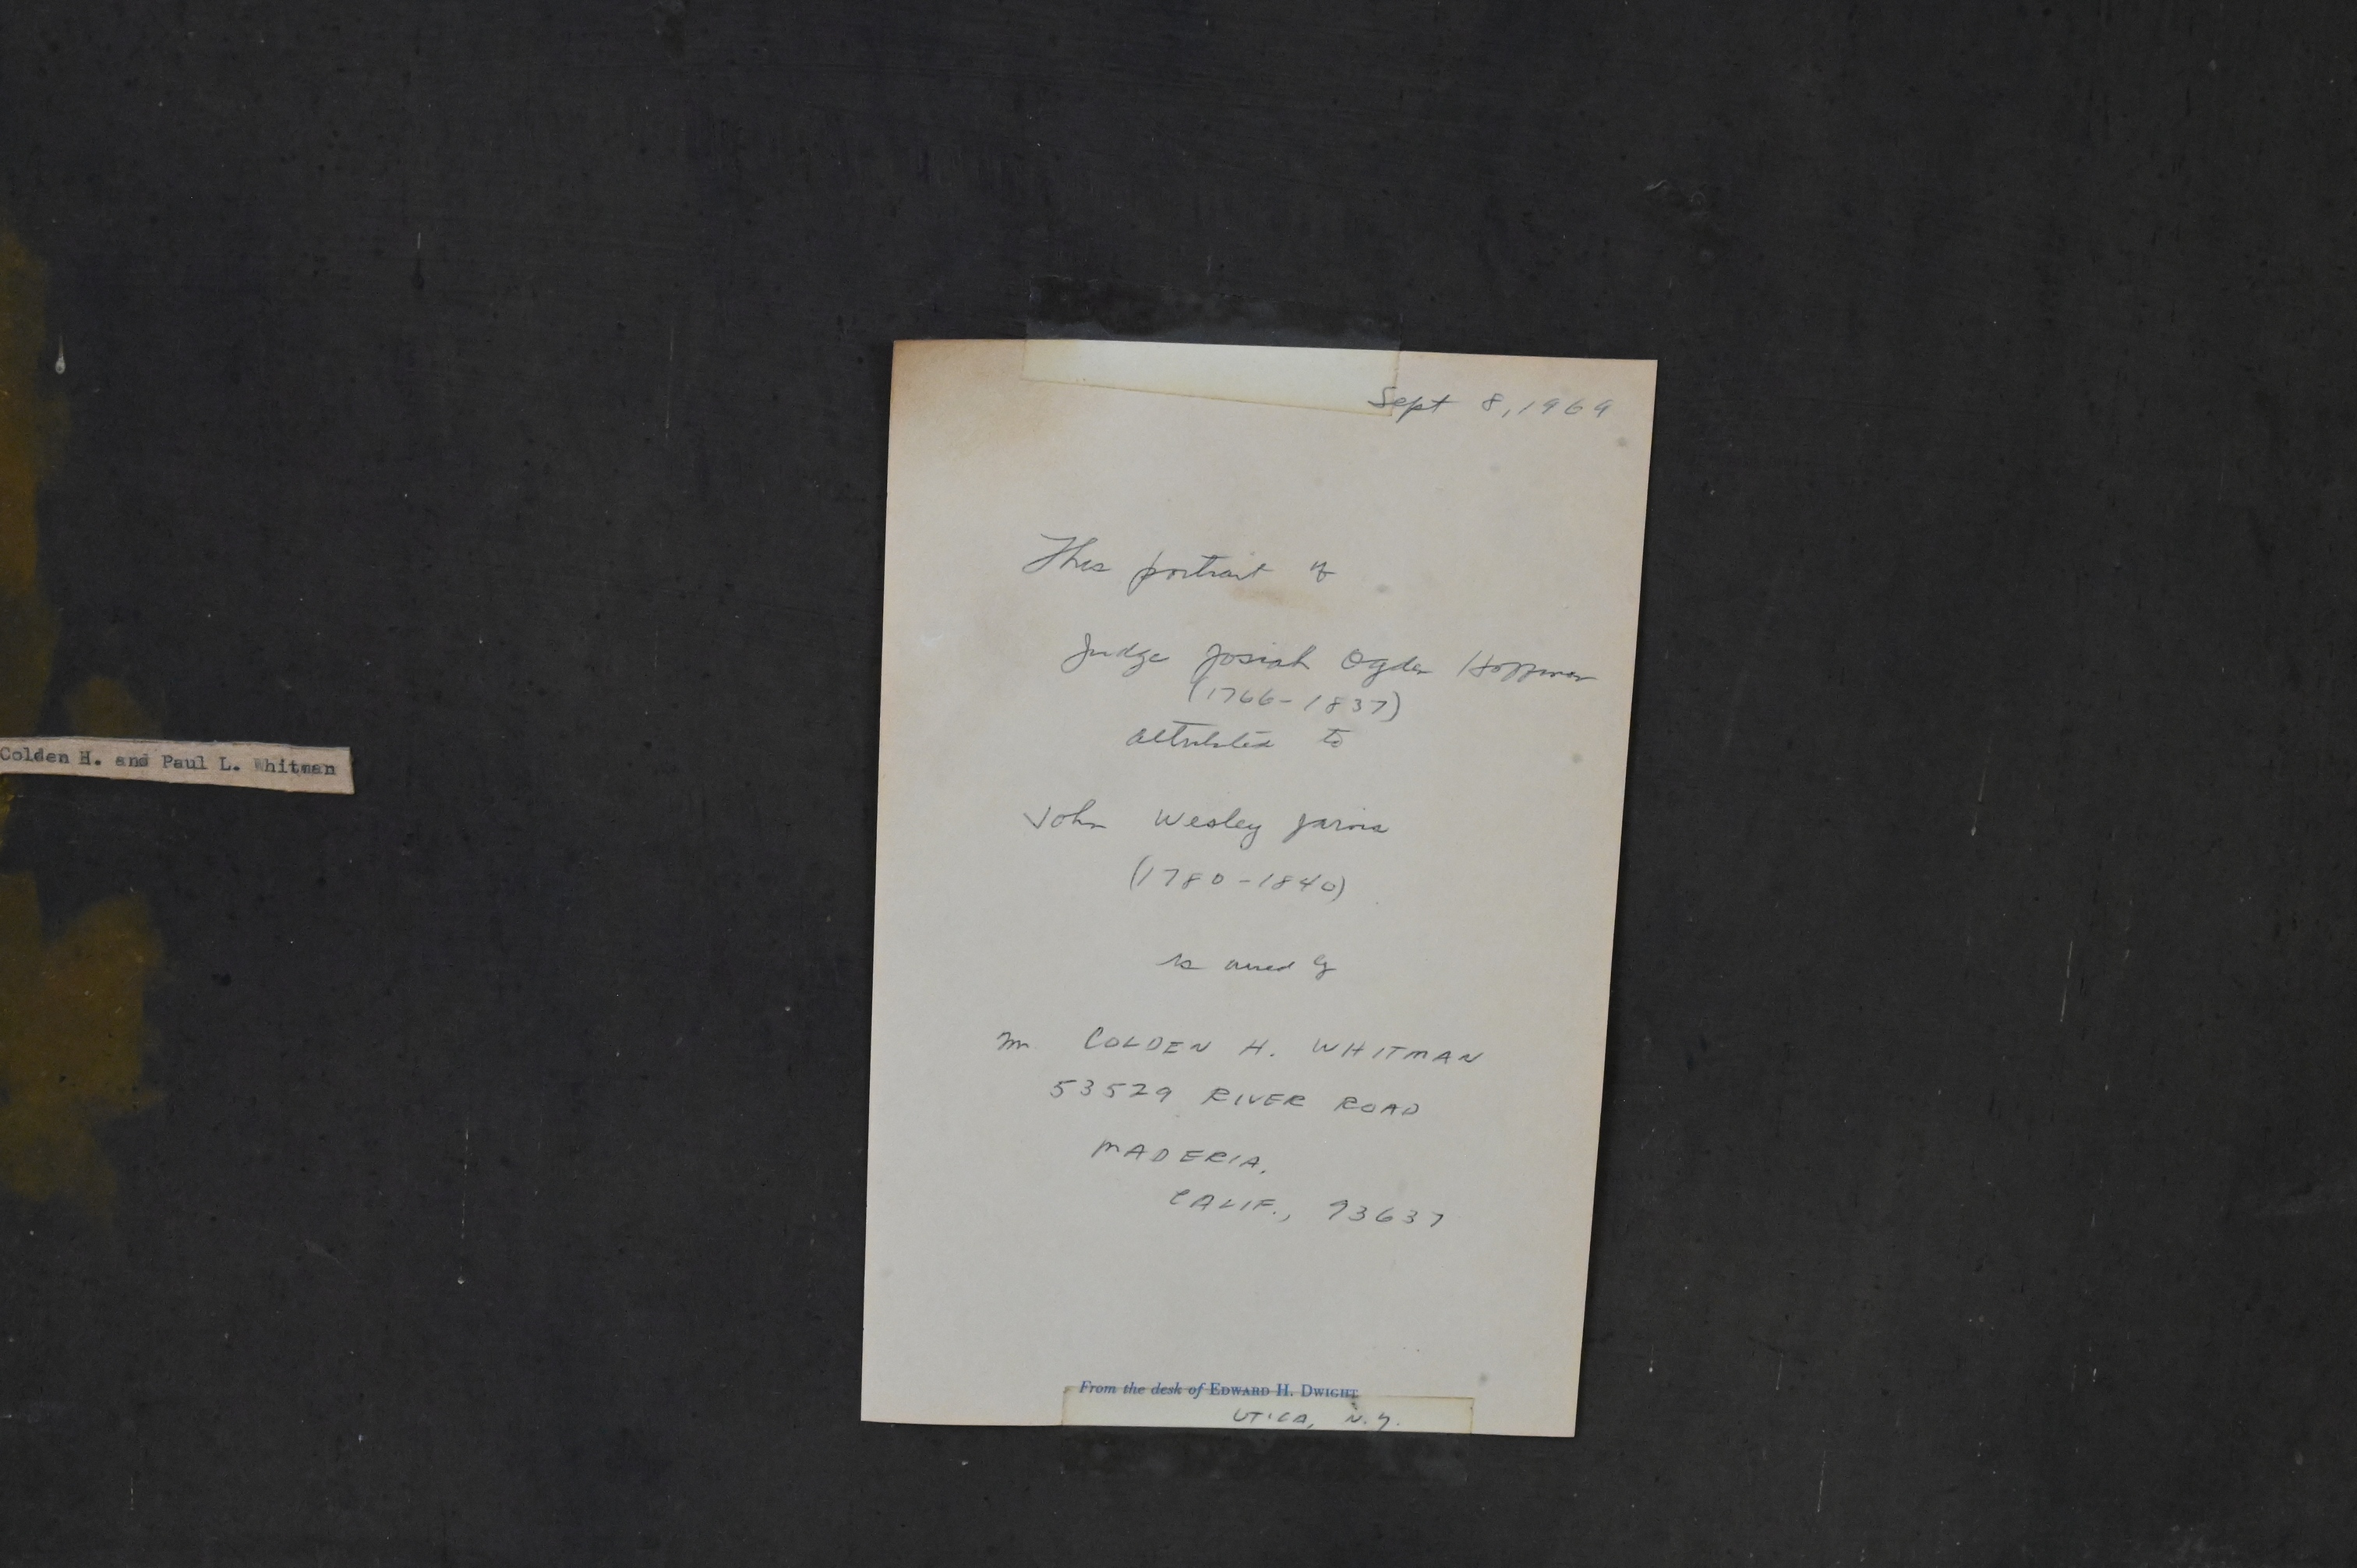 Colden H. and Paul L. Whitman
Sept 8, 1969
This portrait of
Judge Josiah Ogden Hoffman
(1766-1837)
attributed to
John Wesley Jarvis
(1780-1840)
is owned by
Mr COLDEN H. WHITMAN
53529 RIVER ROAD
MADERIA,
CALIF., 93637
From the desk of EDWARD H. DWIGHT
UTICA, N.Y.